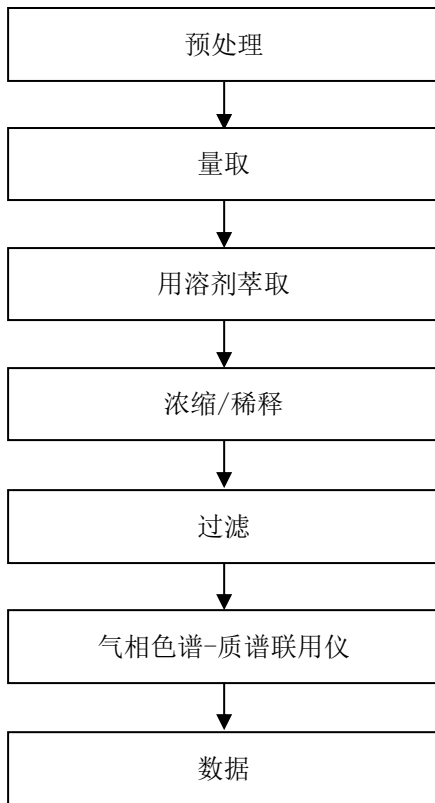 预处理
量取
用溶剂萃取
浓缩/稀释
过滤
气相色谱-质谱联用仪
数据